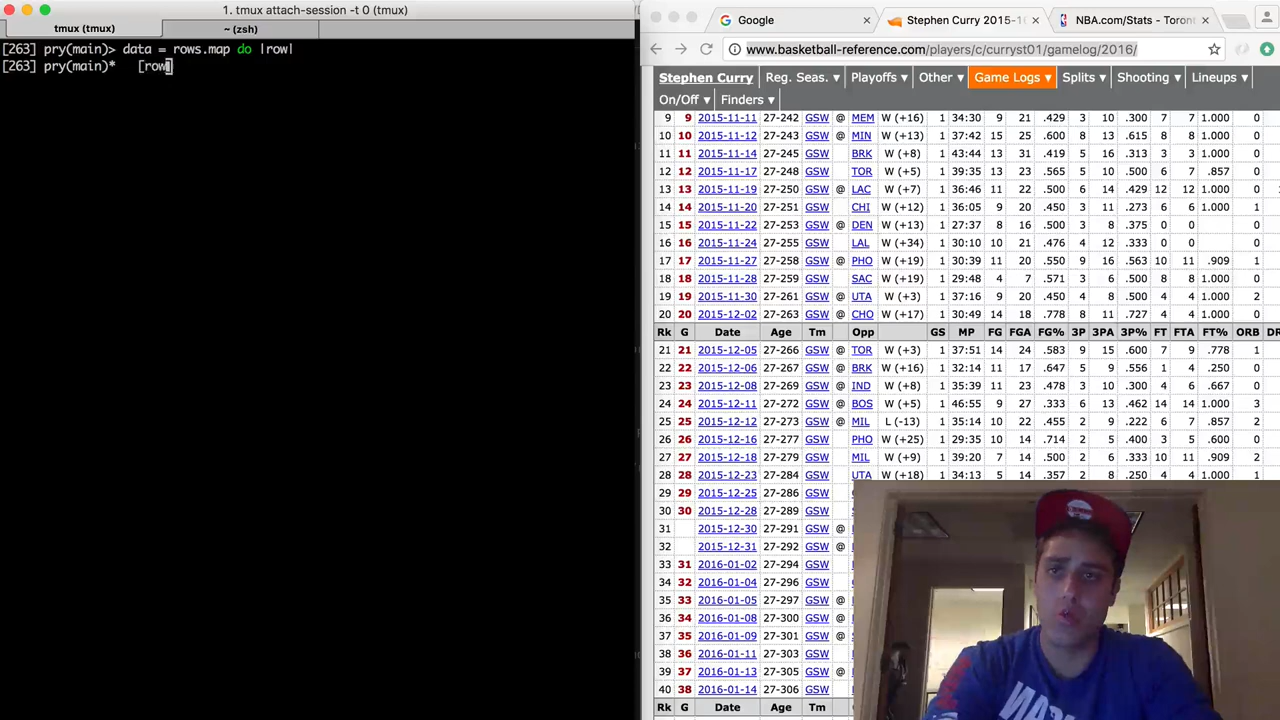 1. tmux attach-session -t 0 (tmux)
tmux (tmux)
~ (zsh)
[263] pry(main)> data = rows.map do |row|
[263] pry(main)*   [row]
Google
Stephen Curry 2015-1
NBA.com/Stats - Toront
www.basketball-reference.com/players/c/curryst01/gamelog/2016/
Stephen Curry Reg. Seas. ▾ Playoffs ▾ Other ▾ Game Logs ▾ Splits ▾ Shooting ▾ Lineups ▾
On/Off ▾ Finders ▾
9 9 2015-11-11 27-242 GSW @ MEM W (+16) 1 34:30 9 21 .429 3 10 .300 7 7 1.000 0
10 10 2015-11-12 27-243 GSW @ MIN W (+13) 1 37:42 15 25 .600 8 13 .615 8 8 1.000 0
11 11 2015-11-14 27-245 GSW BRK W (+8) 1 43:44 13 31 .419 5 16 .313 3 3 1.000 0
12 12 2015-11-17 27-248 GSW TOR W (+5) 1 39:35 13 23 .565 5 10 .500 6 7 .857 0
13 13 2015-11-19 27-250 GSW @ LAC W (+7) 1 36:46 11 22 .500 6 14 .429 12 12 1.000 0
14 14 2015-11-20 27-251 GSW CHI W (+12) 1 36:05 9 20 .450 3 11 .273 6 7 1.000 1
15 15 2015-11-22 27-253 GSW @ DEN W (+13) 1 27:37 8 16 .500 3 8 .375 0 0 0
16 16 2015-11-24 27-255 GSW LAL W (+34) 1 30:10 10 21 .476 4 12 .333 0 0 0
17 17 2015-11-27 27-258 GSW @ PHO W (+19) 1 30:39 11 20 .550 9 16 .563 10 11 .909 1
18 18 2015-11-28 27-259 GSW SAC W (+19) 1 29:48 4 7 .571 3 6 .500 8 8 1.000 0
19 19 2015-11-30 27-261 GSW @ UTA W (+3) 1 37:16 9 20 .450 4 8 .500 4 4 1.000 2
20 20 2015-12-02 27-263 GSW @ CHO W (+17) 1 30:49 14 18 .778 8 11 .727 4 4 1.000 0
Rk G Date Age Tm Opp GS MP FG FGA FG% 3P 3PA 3P% FT FTA FT% ORB DR
21 21 2015-12-05 27-266 GSW @ TOR W (+3) 1 37:51 14 24 .583 9 15 .600 7 9 .778 1
22 22 2015-12-06 27-267 GSW @ BRK W (+16) 1 32:14 11 17 .647 5 9 .556 1 4 .250 0
23 23 2015-12-08 27-269 GSW @ IND W (+8) 1 35:39 11 23 .478 3 10 .300 4 6 .667 0
24 24 2015-12-11 27-272 GSW @ BOS W (+5) 1 46:55 9 27 .333 6 13 .462 14 14 1.000 3
25 25 2015-12-12 27-273 GSW @ MIL L (-13) 1 35:14 10 22 .455 2 9 .222 6 7 .857 2
26 26 2015-12-16 27-277 GSW PHO W (+25) 1 29:35 10 14 .714 2 5 .400 3 5 .600 0
27 27 2015-12-18 27-279 GSW MIL W (+9) 1 39:20 7 14 .500 2 6 .333 10 11 .909 2
28 28 2015-12-23 27-284 GSW UTA W (+18) 1 34:13 5 14 .357 2 8 .250 4 4 1.000 1
29 29 2015-12-25 27-286 GSW
30 30 2015-12-28 27-289 GSW
31 2015-12-30 27-291 GSW @
32 2015-12-31 27-292 GSW @
33 31 2016-01-02 27-294 GSW
34 32 2016-01-04 27-296 GSW
35 33 2016-01-05 27-297 GSW @
36 34 2016-01-08 27-300 GSW @
37 35 2016-01-09 27-301 GSW @
38 36 2016-01-11 27-303 GSW
39 37 2016-01-13 27-305 GSW @
40 38 2016-01-14 27-306 GSW
Rk G Date Age Tm